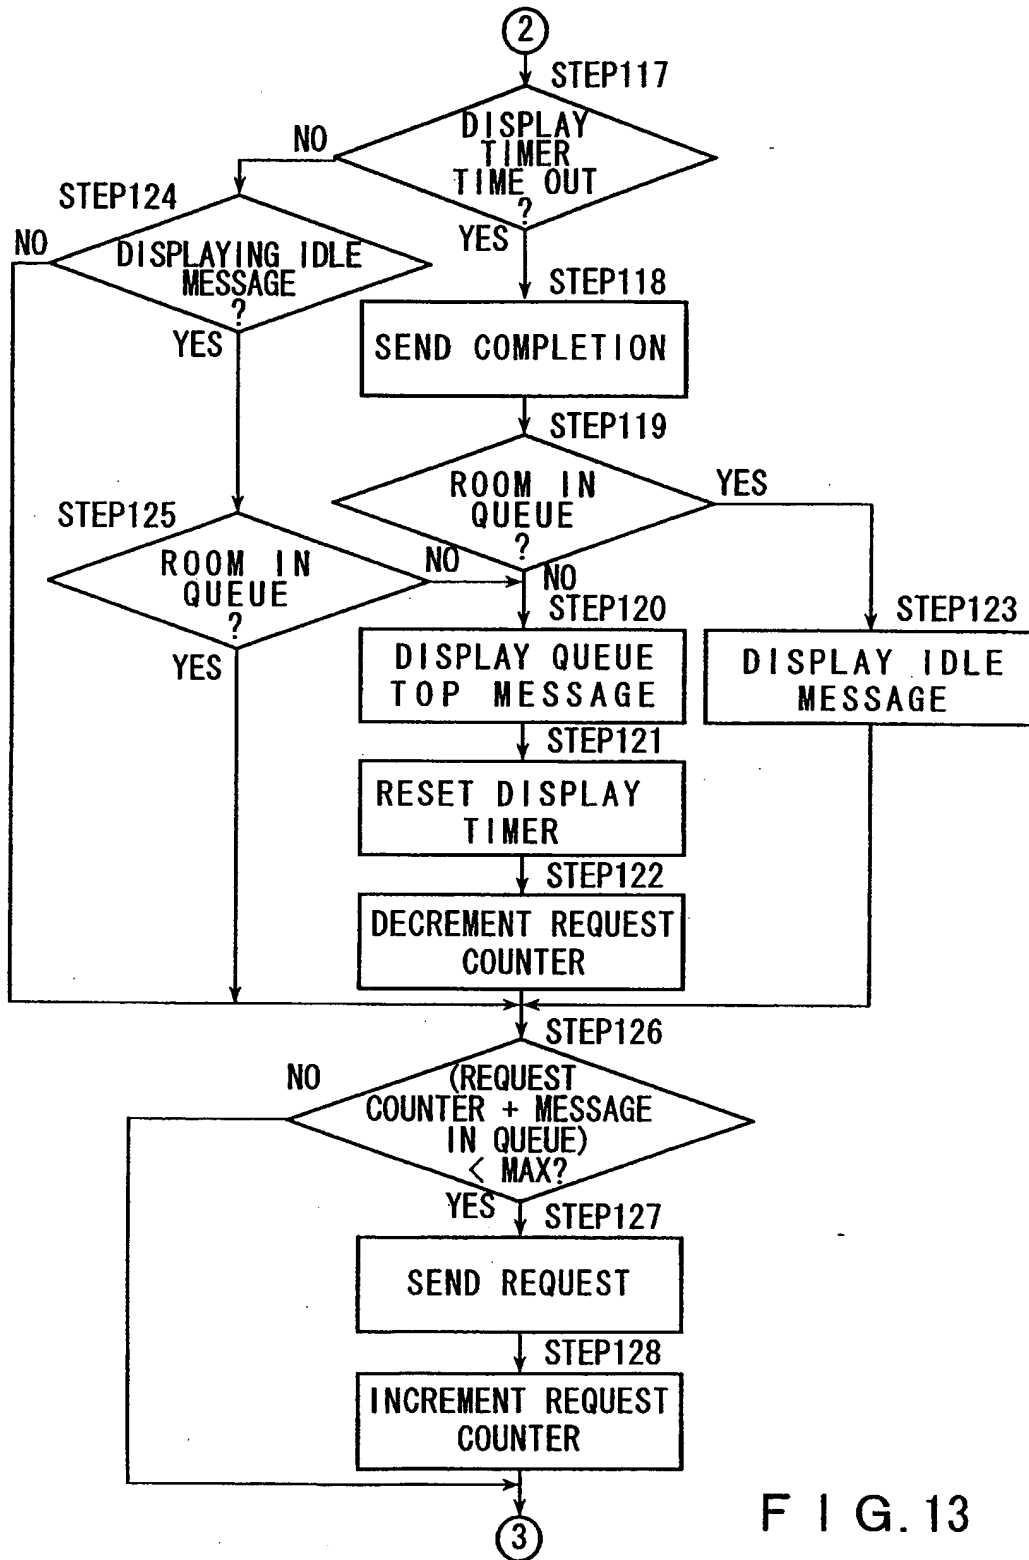 2
STEP117
DISPLAY
TIMER
TIME OUT
?
NO
YES
STEP124
DISPLAYING IDLE
MESSAGE
?
NO
YES
STEP118
SEND COMPLETION
STEP119
ROOM IN
QUEUE
?
YES
NO
STEP125
ROOM IN
QUEUE
?
NO
YES
STEP120
DISPLAY QUEUE
TOP MESSAGE
STEP123
DISPLAY IDLE
MESSAGE
STEP121
RESET DISPLAY
TIMER
STEP122
DECREMENT REQUEST
COUNTER
STEP126
(REQUEST
COUNTER + MESSAGE
IN QUEUE)
< MAX?
NO
YES
STEP127
SEND REQUEST
STEP128
INCREMENT REQUEST
COUNTER
3
FIG.13